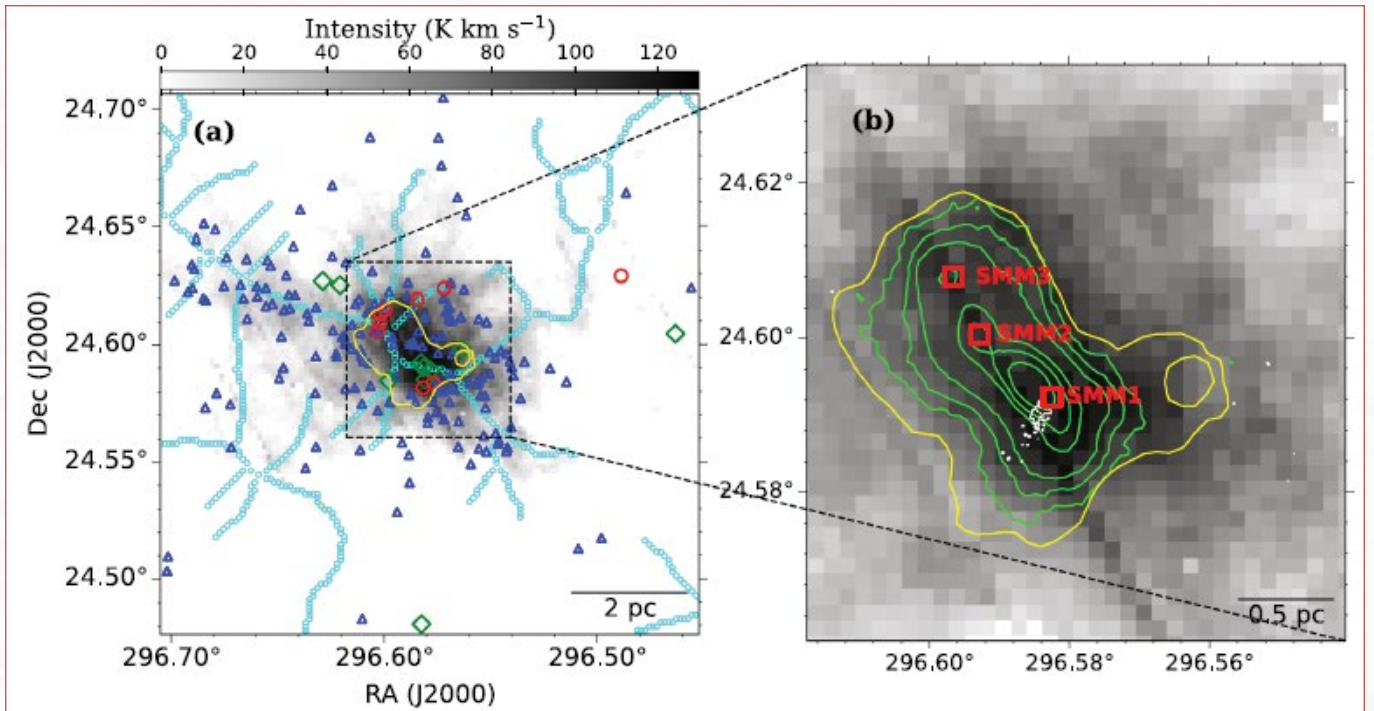 Intensity (K km s⁻¹)
0 20 40 60 80 100 120
(a)
24.70°
24.65°
24.60°
24.55°
24.50°
Dec (J2000)
2 pc
296.70° 296.60° 296.50°
RA (J2000)
(b)
24.62°
24.60°
24.58°
SMM3
SMM2
SMM1
0.5 pc
296.60° 296.58° 296.56°